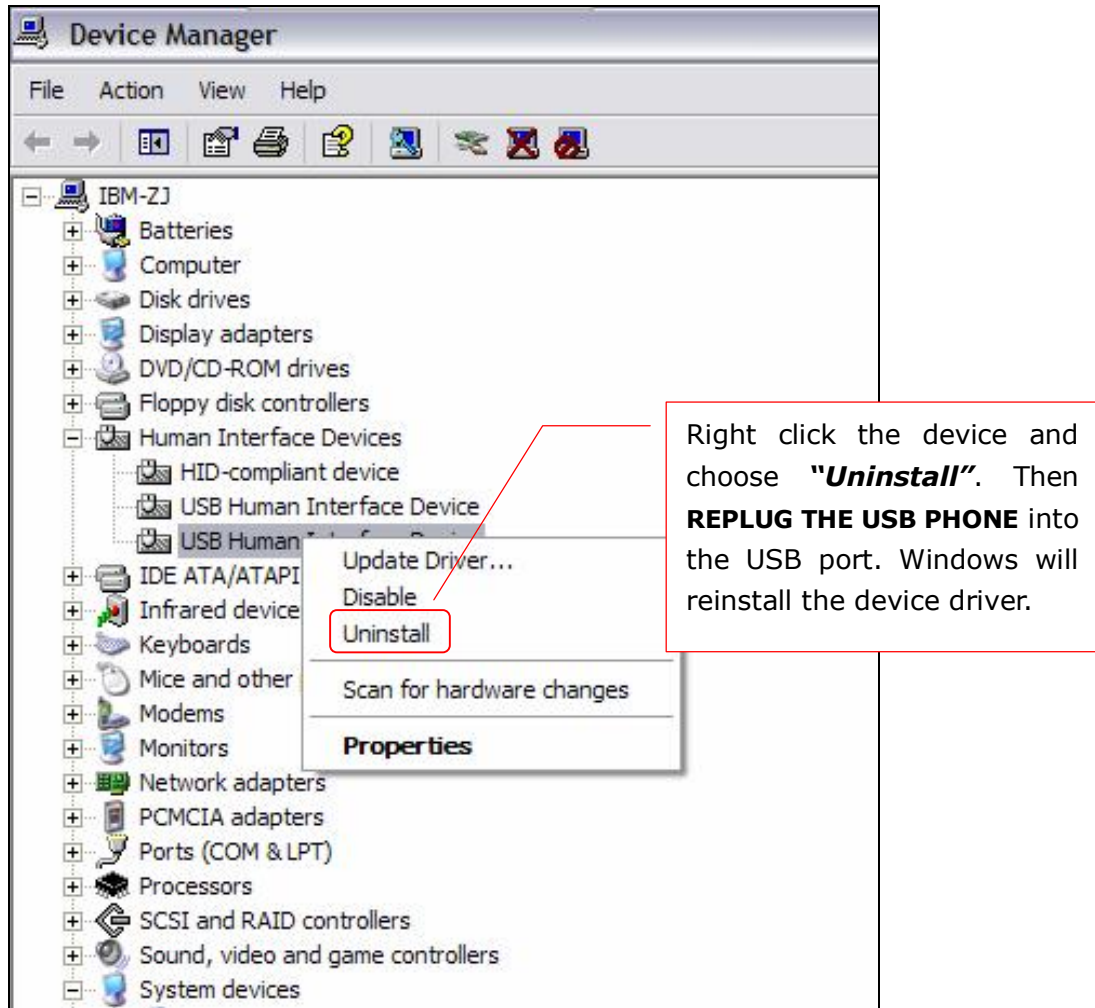 Device Manager
File Action View Help
IBM-ZJ
Batteries
Computer
Disk drives
Display adapters
DVD/CD-ROM drives
Floppy disk controllers
Human Interface Devices
HID-compliant device
USB Human Interface Device
USB Human
Update Driver...
Disable
Uninstall
Scan for hardware changes
Properties
IDE ATA/ATAPI
Infrared device
Keyboards
Mice and other
Modems
Monitors
Network adapters
PCMCIA adapters
Ports (COM & LPT)
Processors
SCSI and RAID controllers
Sound, video and game controllers
System devices
Right click the device and
choose “Uninstall”. Then
REPLUG THE USB PHONE into
the USB port. Windows will
reinstall the device driver.